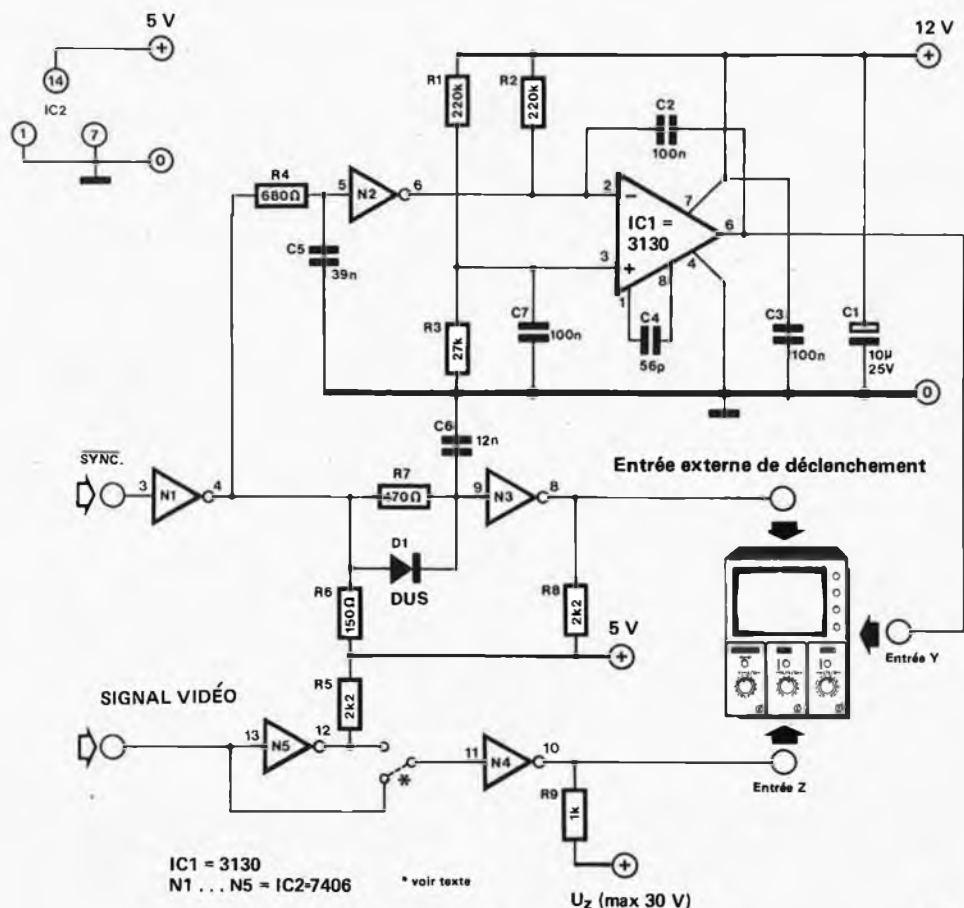 5 V
+
14
IC2
1
7
0
12 V
+
R1
220k
R2
220k
C2
100n
R4
680Ω
5
N2
6
2
−
7
IC1 =
3130
6
3
+
4
8
1
C5
39n
C7
100n
C4
56p
C3
100n
C1
10µ
25V
R3
27k
0
C6
12n
SYNC.
3
N1
4
R7
470Ω
9
N3
8
Entrée externe de déclenchement
D1
DUS
R6
150Ω
R8
2k2
5 V
+
Entrée Y
R5
2k2
SIGNAL VIDÉO
13
N5
12
*
11
N4
10
Entrée Z
R9
1k
+
IC1 = 3130
N1 . . . N5 = IC2=7406
* voir texte
Uz (max 30 V)